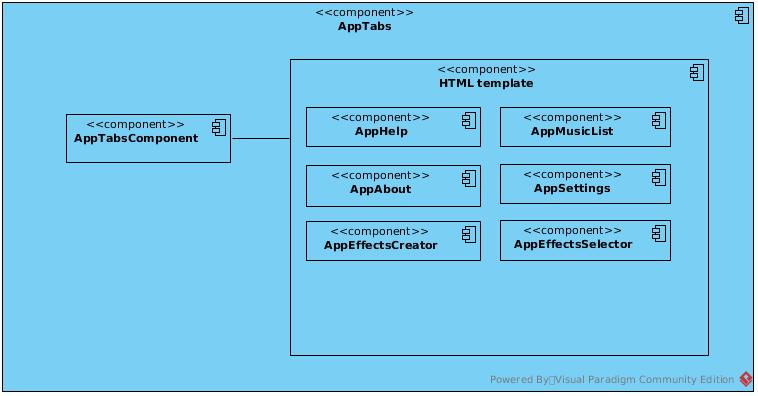 <<component>>
AppTabs
<<component>>
HTML template
<<component>>
AppTabsComponent
<<component>>
AppHelp
<<component>>
AppMusicList
<<component>>
AppAbout
<<component>>
AppSettings
<<component>>
AppEffectsCreator
<<component>>
AppEffectsSelector
Powered By Visual Paradigm Community Edition